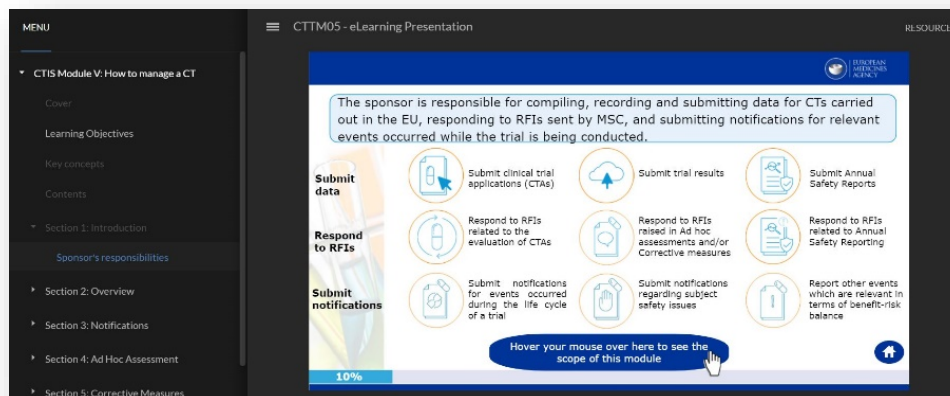 MENU
CTIS Module V: How to manage a CT
Cover
Learning Objectives
Key concepts
Contents
Section 1: Introduction
Sponsor's responsibilities
Section 2: Overview
Section 3: Notifications
Section 4: Ad Hoc Assessment
Section 5: Corrective Measures
CTTM05 - eLearning Presentation
RESOURCE
EUROPEAN
MEDICINES
AGENCY
The sponsor is responsible for compiling, recording and submitting data for CTs carried
out in the EU, responding to RFIs sent by MSC, and submitting notifications for relevant
events occurred while the trial is being conducted.
Submit
data
Submit clinical trial
applications (CTAs)
Submit trial results
Submit Annual
Safety Reports
Respond
to RFIs
Respond to RFIs
related to the
evaluation of CTAs
Respond to RFIs
raised in Ad hoc
assessments and/or
Corrective measures
Respond to RFIs
related to Annual
Safety Reporting
Submit
notifications
Submit notifications
for events occurred
during the life cycle
of a trial
Submit notifications
regarding subject
safety issues
Report other events
which are relevant in
terms of benefit-risk
balance
Hover your mouse over here to see the
scope of this module
10%